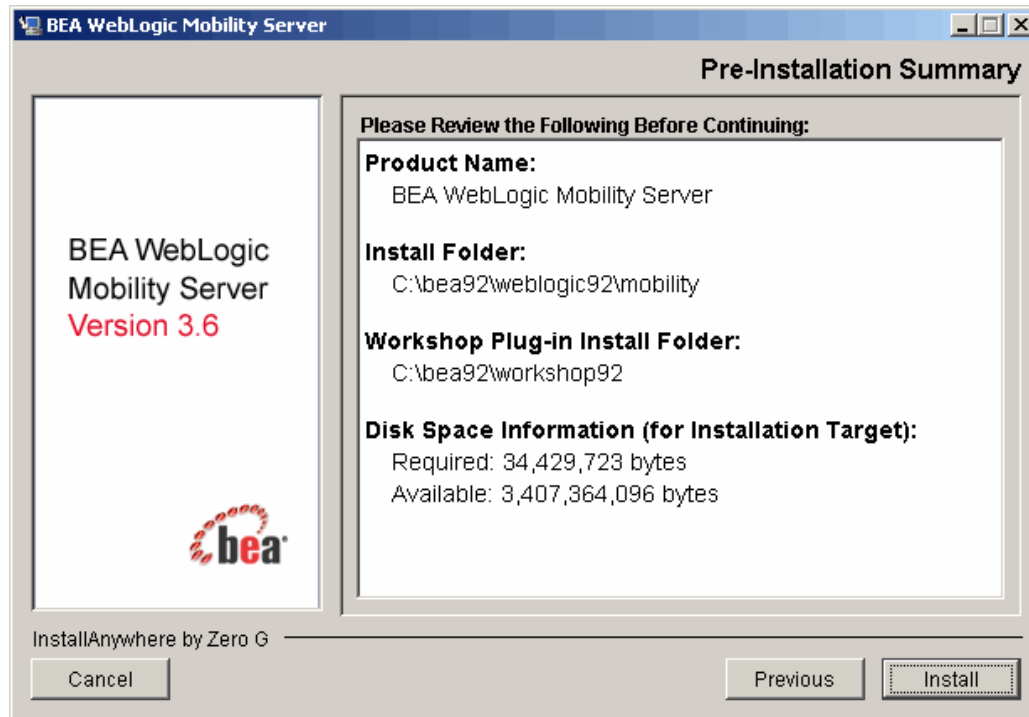 BEA WebLogic Mobility Server
Pre-Installation Summary
BEA WebLogic
Mobility Server
Version 3.6
bea
Please Review the Following Before Continuing:
Product Name:
BEA WebLogic Mobility Server
Install Folder:
C:\bea92\weblogic92\mobility
Workshop Plug-in Install Folder:
C:\bea92\workshop92
Disk Space Information (for Installation Target):
Required: 34,429,723 bytes
Available: 3,407,364,096 bytes
InstallAnywhere by Zero G
Cancel
Previous
Install